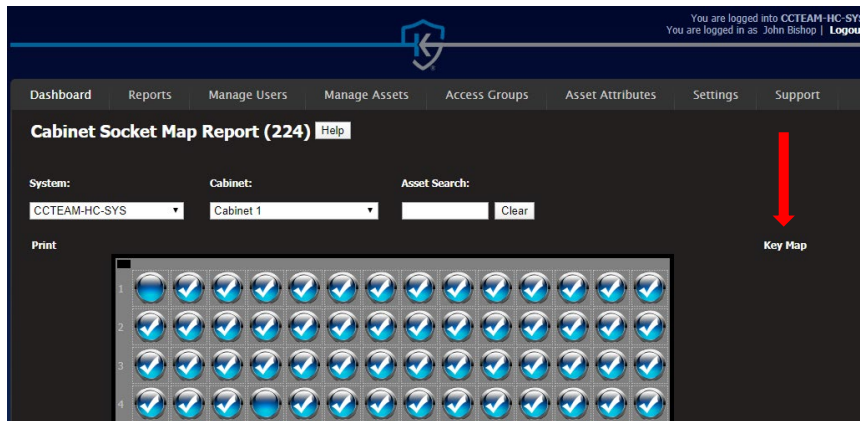 You are logged into CCTEAM-HC-SYS
You are logged in as John Bishop | Logou
K
Dashboard Reports Manage Users Manage Assets Access Groups Asset Attributes Settings Support
Cabinet Socket Map Report (224) Help
System: Cabinet: Asset Search:
CCTEAM-HC-SYS Cabinet 1 Clear
Print Key Map
1
2
3
4